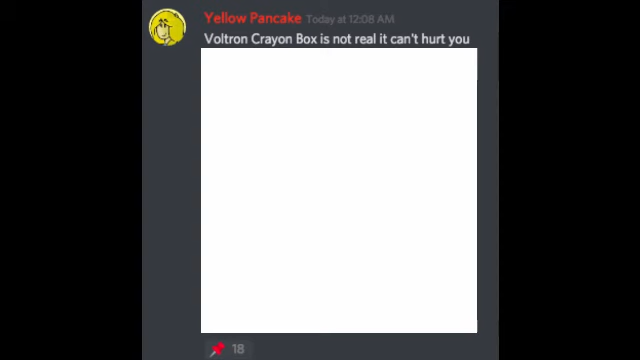 Yellow Pancake Today at 12:08 AM
Voltron Crayon Box is not real it can't hurt you
18